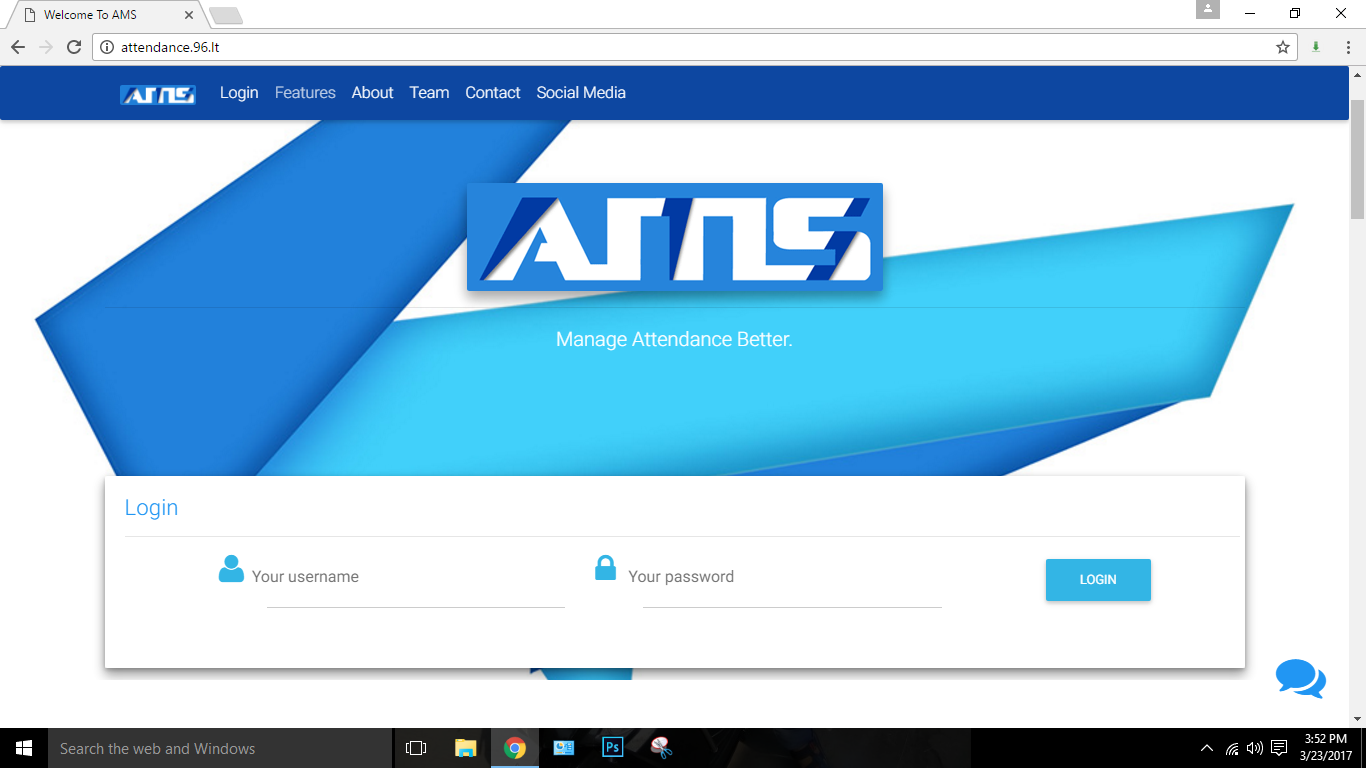 Welcome To AMS
attendance.96.lt
AMS Login Features About Team Contact Social Media
AMS
Manage Attendance Better.
Login
Your username Your password LOGIN
Search the web and Windows
Ps
3:52 PM
3/23/2017